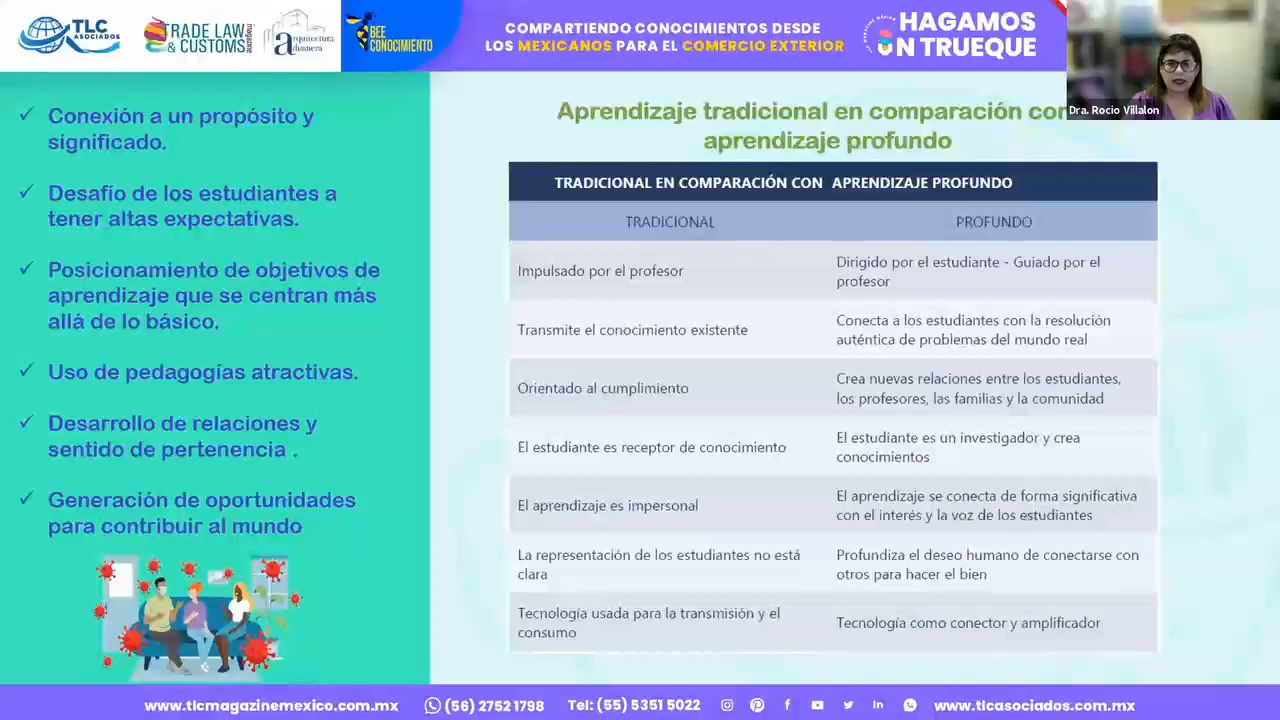 TLC
ASOCIADOS
TRADE LAW
& CUSTOMS
magazine
arquitectura
aduanera
BEE
CONOCIMIENTO
COMPARTIENDO CONOCIMIENTOS DESDE
LOS MEXICANOS PARA EL COMERCIO EXTERIOR
HAGAMOS
UN TRUEQUE
Dra. Rocio Villalon
✓ Conexión a un propósito y
significado.
✓ Desafío de los estudiantes a
tener altas expectativas.
✓ Posicionamiento de objetivos de
aprendizaje que se centran más
allá de lo básico.
✓ Uso de pedagogías atractivas.
✓ Desarrollo de relaciones y
sentido de pertenencia .
✓ Generación de oportunidades
para contribuir al mundo
Aprendizaje tradicional en comparación con
aprendizaje profundo
TRADICIONAL EN COMPARACIÓN CON APRENDIZAJE PROFUNDO
TRADICIONAL PROFUNDO
Impulsado por el profesor
Dirigido por el estudiante - Guiado por el
profesor
Transmite el conocimiento existente
Conecta a los estudiantes con la resolución
auténtica de problemas del mundo real
Orientado al cumplimiento
Crea nuevas relaciones entre los estudiantes,
los profesores, las familias y la comunidad
El estudiante es receptor de conocimiento
El estudiante es un investigador y crea
conocimientos
El aprendizaje es impersonal
El aprendizaje se conecta de forma significativa
con el interés y la voz de los estudiantes
La representación de los estudiantes no está
clara
Profundiza el deseo humano de conectarse con
otros para hacer el bien
Tecnología usada para la transmisión y el
consumo
Tecnología como conector y amplificador
www.tlcmagazinemexico.com.mx (56) 2752 1798 Tel: (55) 5351 5022 www.tlcasociados.com.mx